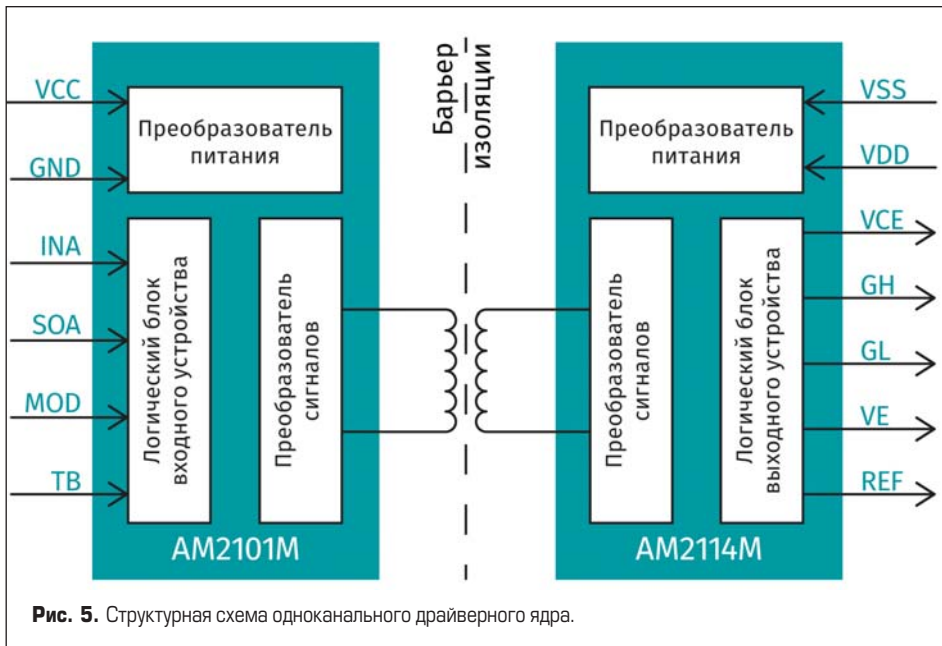 VCC
GND
INA
SOA
MOD
TB
Преобразователь
питания
Логический блок
входного устройства
Преобразователь
сигналов
AM2101M
Барьер
изоляции
Преобразователь
питания
Преобразователь
сигналов
Логический блок
выходного устройства
AM2114M
VSS
VDD
VCE
GH
GL
VE
REF
Рис. 5. Структурная схема одноканального драйверного ядра.